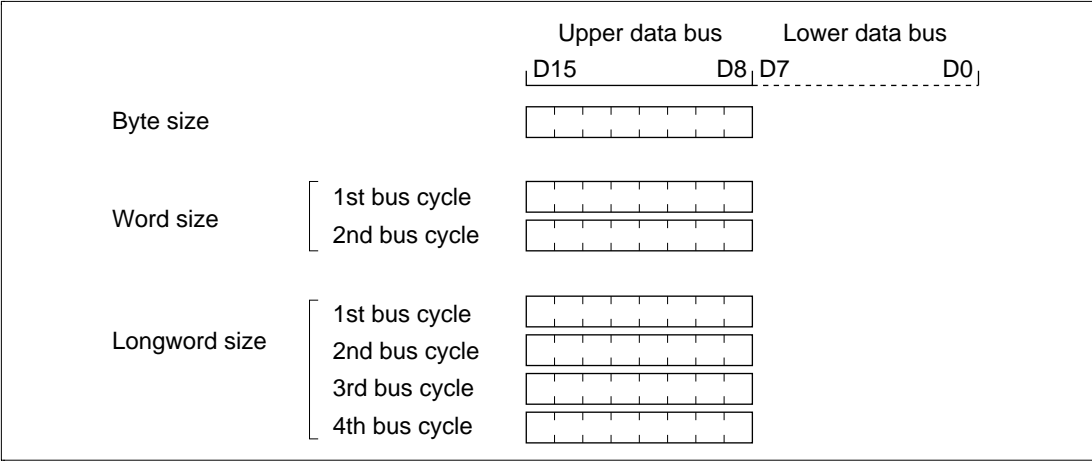 Upper data bus Lower data bus
D15 D8 D7 D0
Byte size
1st bus cycle
Word size
2nd bus cycle
1st bus cycle
Longword size
2nd bus cycle
3rd bus cycle
4th bus cycle